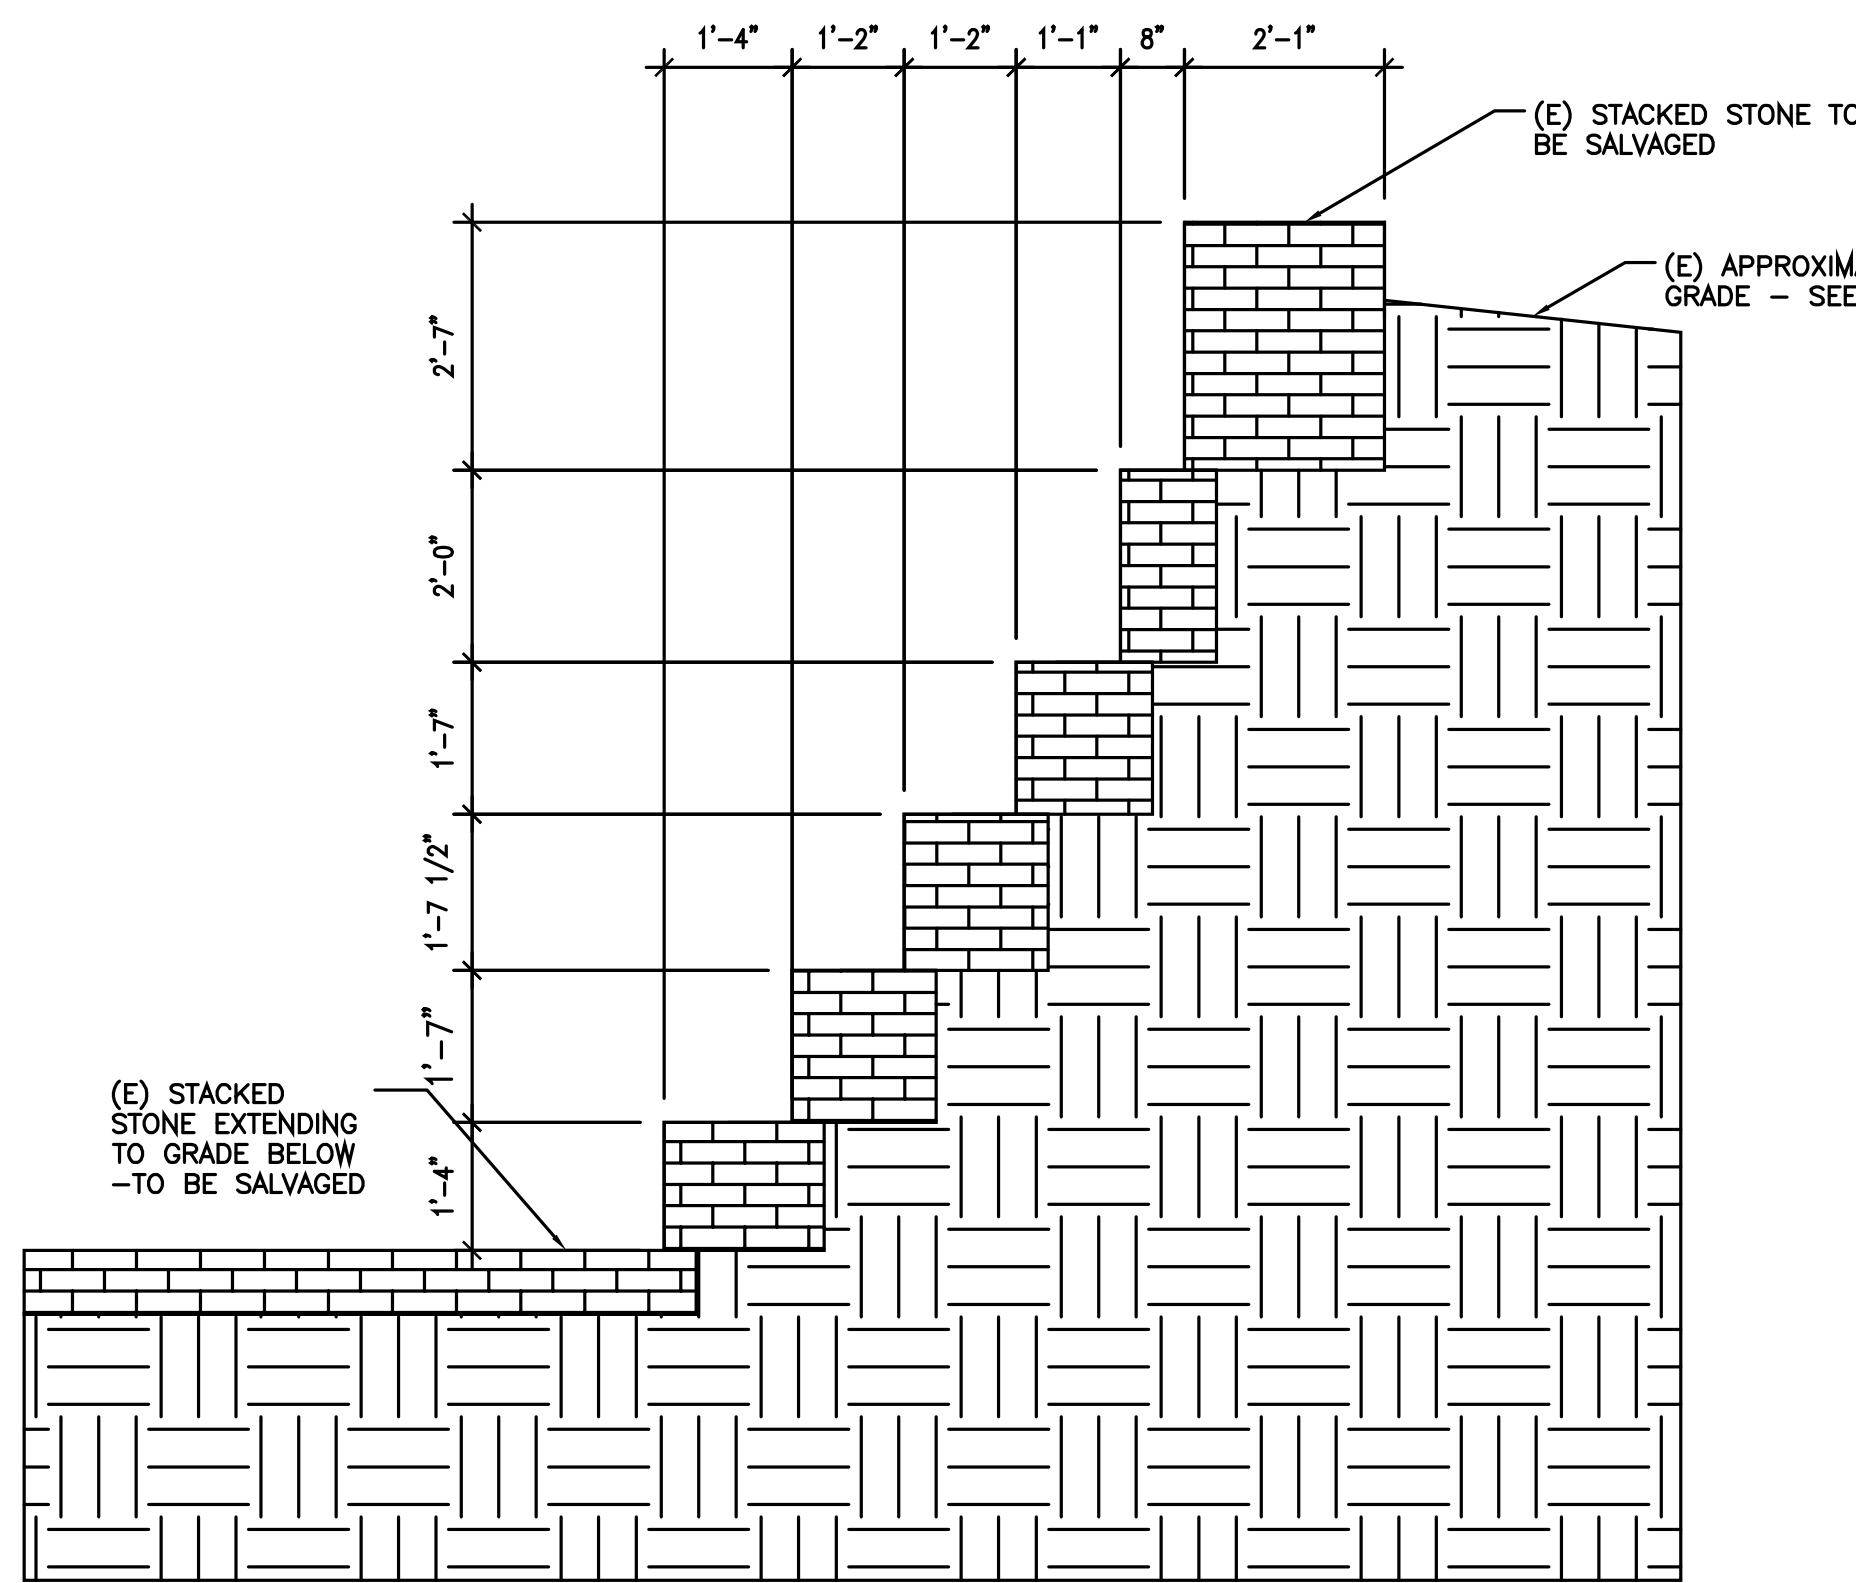 1'-4" 1'-2" 1'-2" 1'-1" 8" 2'-1"
(E) STACKED STONE TO
BE SALVAGED
(E)
GRADE - SEE
2'-7"
2'-0"
1'-7"
1'-7 1/2"
1'-7"
1'-4"
(E) STACKED
STONE EXTENDING
TO GRADE BELOW
-TO BE SALVAGED